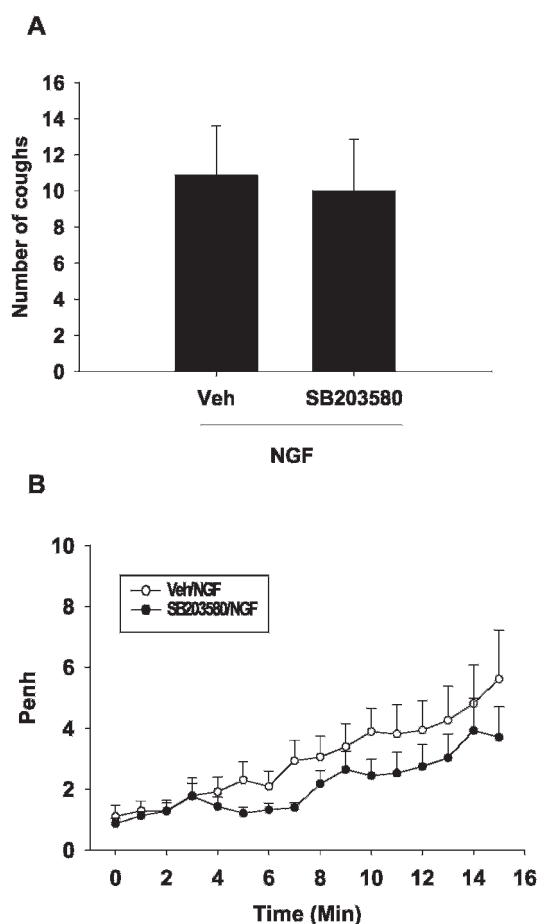 A
16
14
12
10
8
6
4
2
0
Number of coughs
Veh SB203580
NGF
B
10
8
6
4
2
0
Penh
Veh/NGF
SB203580/NGF
0 2 4 6 8 10 12 14 16
Time (Min)